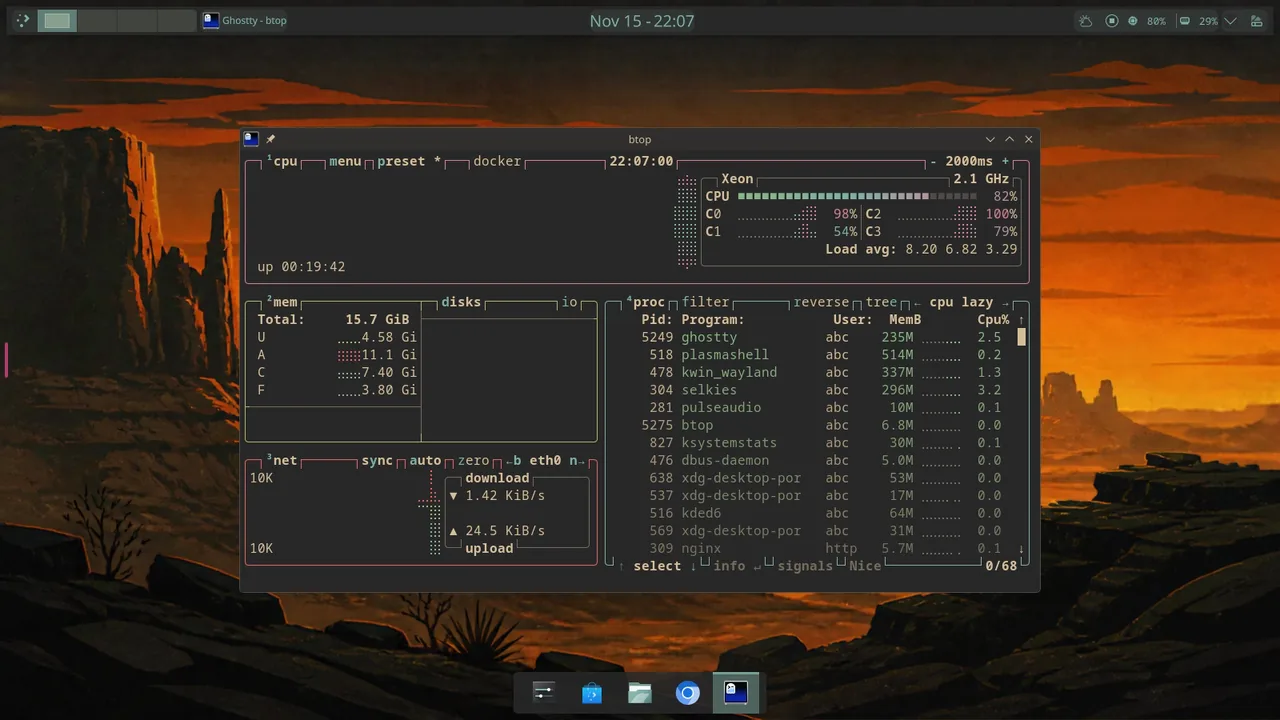 Ghostty - btop
Nov 15 - 22:07
80%
29%
btop
1cpu menu preset * docker 22:07:00 - 2000ms +
Xeon 2.1 GHz
CPU 82%
C0 98% C2 100%
C1 54% C3 79%
Load avg: 8.20 6.82 3.29
up 00:19:42
2mem disks io
Total: 15.7 GiB
U 4.58 Gi
A 11.1 Gi
C 7.40 Gi
F 3.80 Gi
3net sync auto zero ←b eth0 n→
10K
download
▼ 1.42 KiB/s
▲ 24.5 KiB/s
10K
upload
4proc filter reverse tree ← cpu lazy →
Pid: Program: User: MemB Cpu% ↑
5249 ghostty abc 235M 2.5
518 plasmashell abc 514M 0.2
478 kwin_wayland abc 337M 1.3
304 selkies abc 296M 3.2
281 pulseaudio abc 10M 0.1
5275 btop abc 6.8M 0.0
827 ksystemstats abc 30M 0.1
476 dbus-daemon abc 5.0M 0.0
638 xdg-desktop-por abc 53M 0.0
537 xdg-desktop-por abc 17M 0.0
516 kded6 abc 64M 0.0
569 xdg-desktop-por abc 31M 0.0
309 nginx http 5.7M 0.1 ↓
↑ select ↓ info ↵ signals Nice 0/68